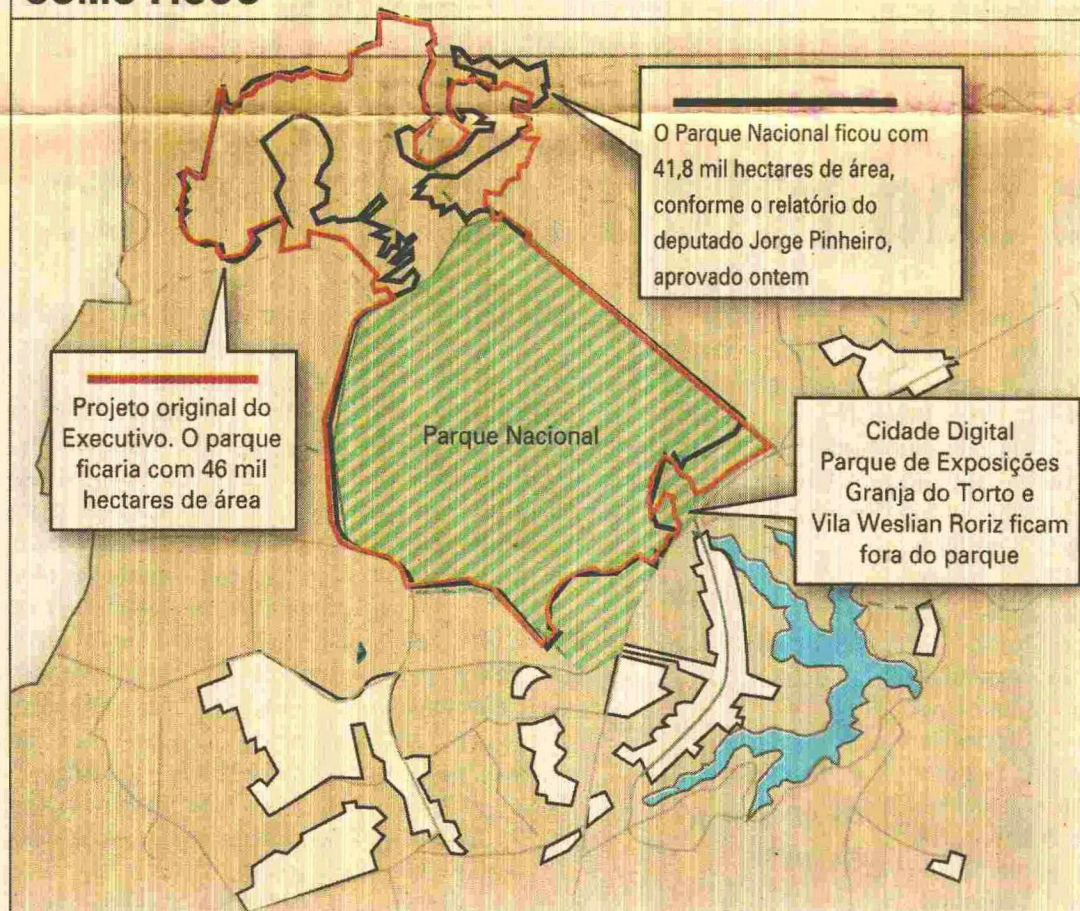 O Parque Nacional ficou com
41,8 mil hectares de área,
conforme o relatório do
deputado Jorge Pinheiro,
aprovado ontem
Projeto original do
Executivo. O parque
ficaria com 46 mil
hectares de área
Parque Nacional
Cidade Digital
Parque de Exposições
Granja do Torto e
Vila Weslian Roriz ficam
fora do parque